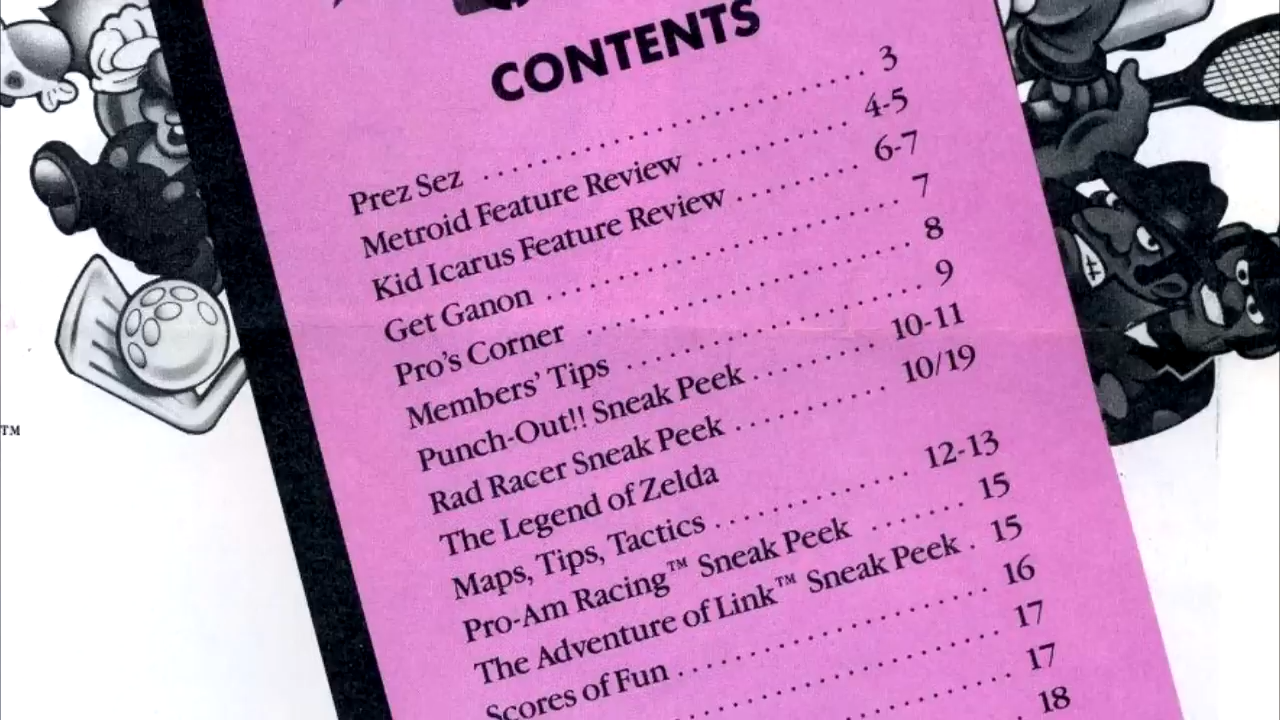 CONTENTS
Prez Sez . . . . . . . . . . . . . . . . . . . . . . . . . . . . . . 3
Metroid Feature Review . . . . . . . . . . . . 4-5
Kid Icarus Feature Review . . . . . . . . . . 6-7
Get Ganon . . . . . . . . . . . . . . . . . . . . . . . . . . . 7
Pro's Corner . . . . . . . . . . . . . . . . . . . . . . . . . 8
Members' Tips . . . . . . . . . . . . . . . . . . . . . . . 9
Punch-Out!! Sneak Peek . . . . . . . . . . 10-11
Rad Racer Sneak Peek . . . . . . . . . . . . 10/19
The Legend of Zelda
Maps, Tips, Tactics . . . . . . . . . . . . . . . 12-13
Pro-Am Racing™ Sneak Peek . . . . . . . 15
The Adventure of Link™ Sneak Peek . 15
Scores of Fun . . . . . . . . . . . . . . . . . . . . . . . 16
17
17
18
TM